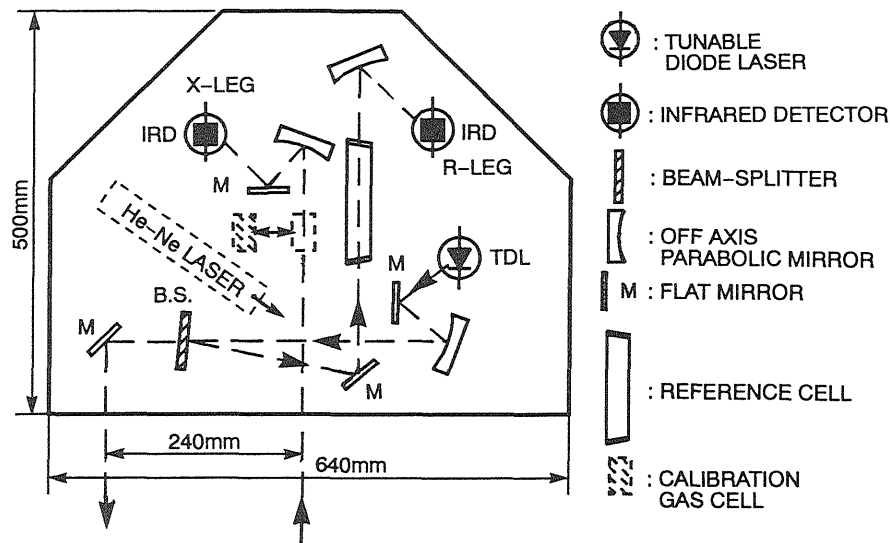 X–LEG
IRD
IRD
R–LEG
M
He–Ne LASER
TDL
M
B.S.
M
M
500mm
240mm
640mm
: TUNABLE
DIODE LASER
: INFRARED DETECTOR
: BEAM–SPLITTER
: OFF AXIS
PARABOLIC MIRROR
M : FLAT MIRROR
: REFERENCE CELL
: CALIBRATION
GAS CELL